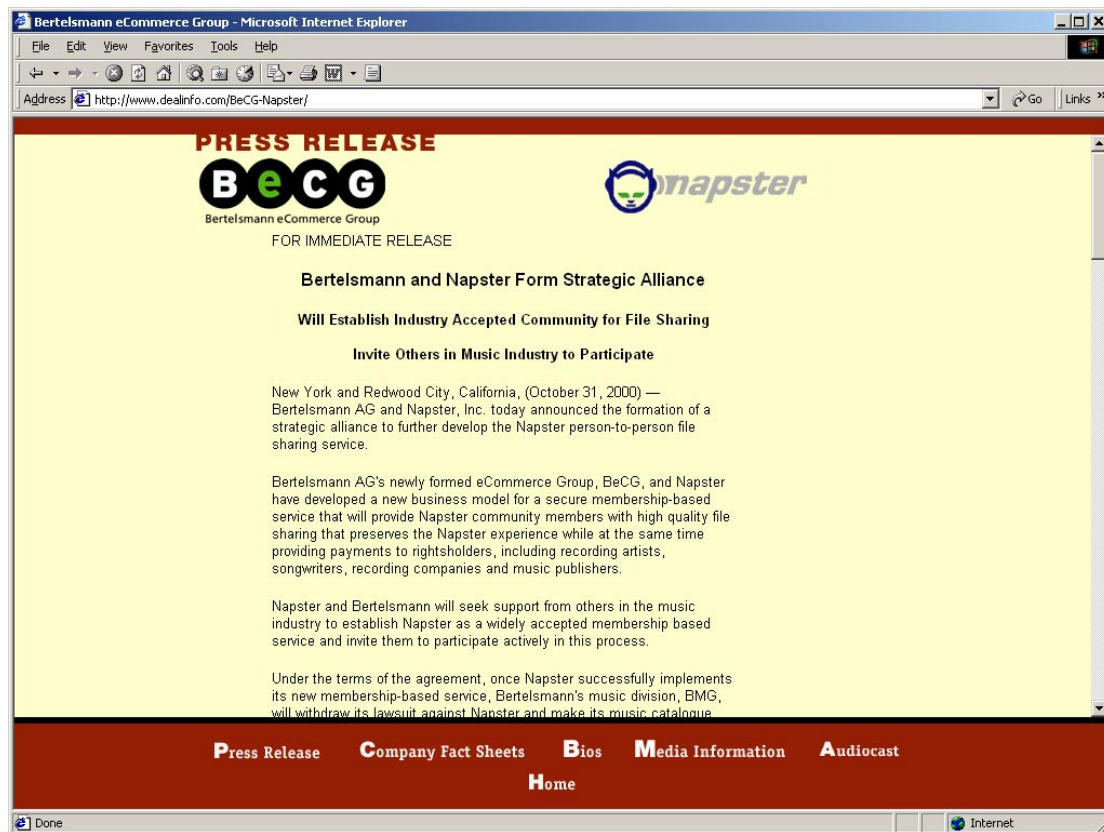 Bertelsmann eCommerce Group - Microsoft Internet Explorer
File Edit View Favorites Tools Help
Address http://www.dealinfo.com/BeCG-Napster/ Go Links »
PRESS RELEASE
BeCG
Bertelsmann eCommerce Group
napster
FOR IMMEDIATE RELEASE
Bertelsmann and Napster Form Strategic Alliance
Will Establish Industry Accepted Community for File Sharing
Invite Others in Music Industry to Participate
New York and Redwood City, California, (October 31, 2000) —
Bertelsmann AG and Napster, Inc. today announced the formation of a
strategic alliance to further develop the Napster person-to-person file
sharing service.
Bertelsmann AG's newly formed eCommerce Group, BeCG, and Napster
have developed a new business model for a secure membership-based
service that will provide Napster community members with high quality file
sharing that preserves the Napster experience while at the same time
providing payments to rightsholders, including recording artists,
songwriters, recording companies and music publishers.
Napster and Bertelsmann will seek support from others in the music
industry to establish Napster as a widely accepted membership based
service and invite them to participate actively in this process.
Under the terms of the agreement, once Napster successfully implements
its new membership-based service, Bertelsmann's music division, BMG,
will withdraw its lawsuit against Napster and make its music catalogue
Press Release Company Fact Sheets Bios Media Information Audiocast
Home
Done Internet